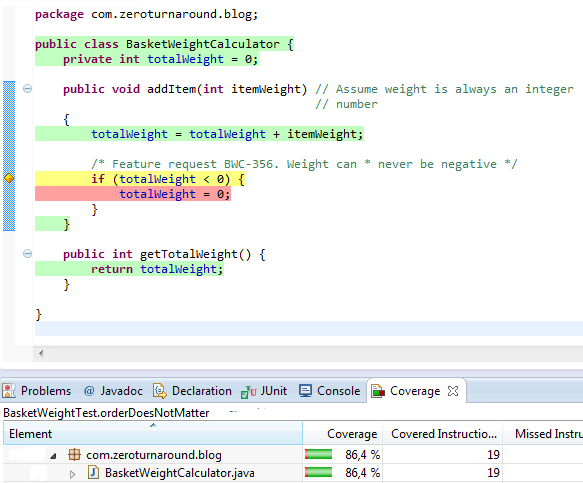 package com.zeroturnaround.blog;
public class BasketWeightCalculator {
private int totalWeight = 0;
public void addItem(int itemWeight) // Assume weight is always an integer
// number
{
totalWeight = totalWeight + itemWeight;
/* Feature request BWC-356. Weight can * never be negative */
if (totalWeight < 0) {
totalWeight = 0;
}
}
public int getTotalWeight() {
return totalWeight;
}
}
Problems @ Javadoc Declaration JUnit Console Coverage
BasketWeightTest.orderDoesNotMatter
Element Coverage Covered Instructio... Missed Instru
com.zeroturnaround.blog 86,4 % 19
BasketWeightCalculator.java 86,4 % 19